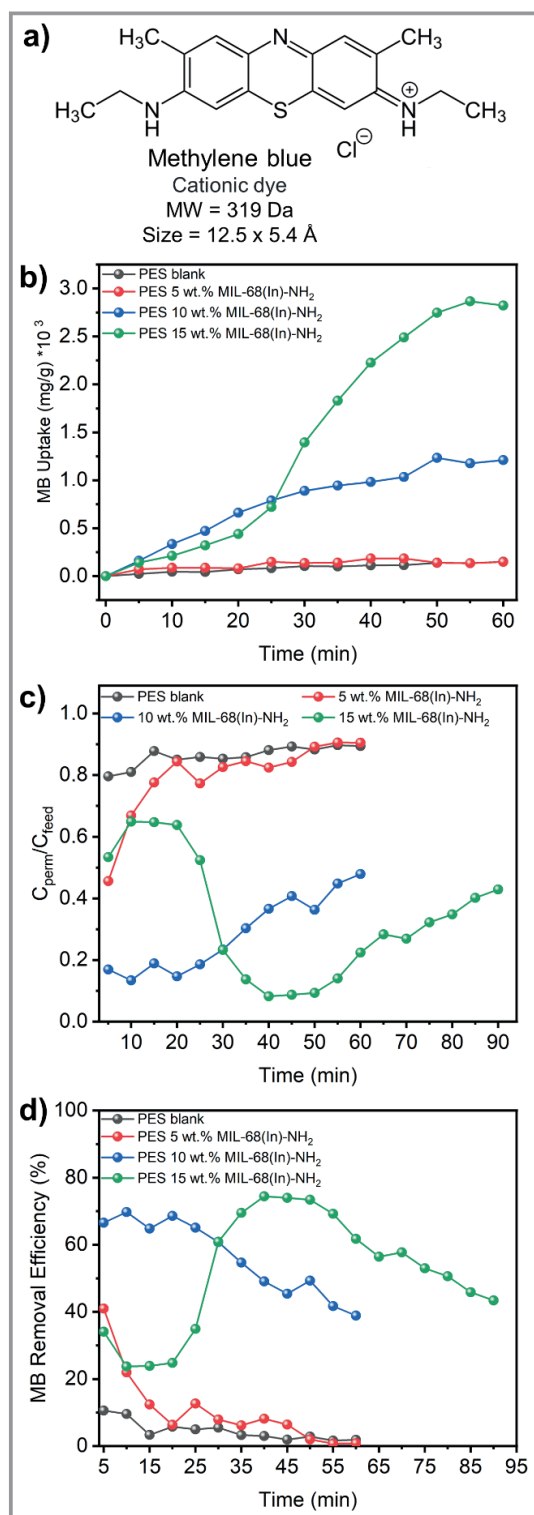 a)
CH₃
N
H₃C
H₃C
N
H
S
N
H
⊕
CH₃
Cl⊖
Methylene blue
Cationic dye
MW = 319 Da
Size = 12.5 x 5.4 Å
b)
PES blank
PES 5 wt.% MIL-68(In)-NH₂
PES 10 wt.% MIL-68(In)-NH₂
PES 15 wt.% MIL-68(In)-NH₂
MB Uptake (mg/g) *10⁻³
3.0
2.5
2.0
1.5
1.0
0.5
0.0
0 10 20 30 40 50 60
Time (min)
c)
PES blank 5 wt.% MIL-68(In)-NH₂
10 wt.% MIL-68(In)-NH₂ 15 wt.% MIL-68(In)-NH₂
C_perm/C_feed
1.0
0.8
0.6
0.4
0.2
0.0
10 20 30 40 50 60 70 80 90
Time (min)
d)
PES blank
PES 5 wt.% MIL-68(In)-NH₂
PES 10 wt.% MIL-68(In)-NH₂
PES 15 wt.% MIL-68(In)-NH₂
MB Removal Efficiency (%)
100
80
60
40
20
0
5 15 25 35 45 55 65 75 85 95
Time (min)